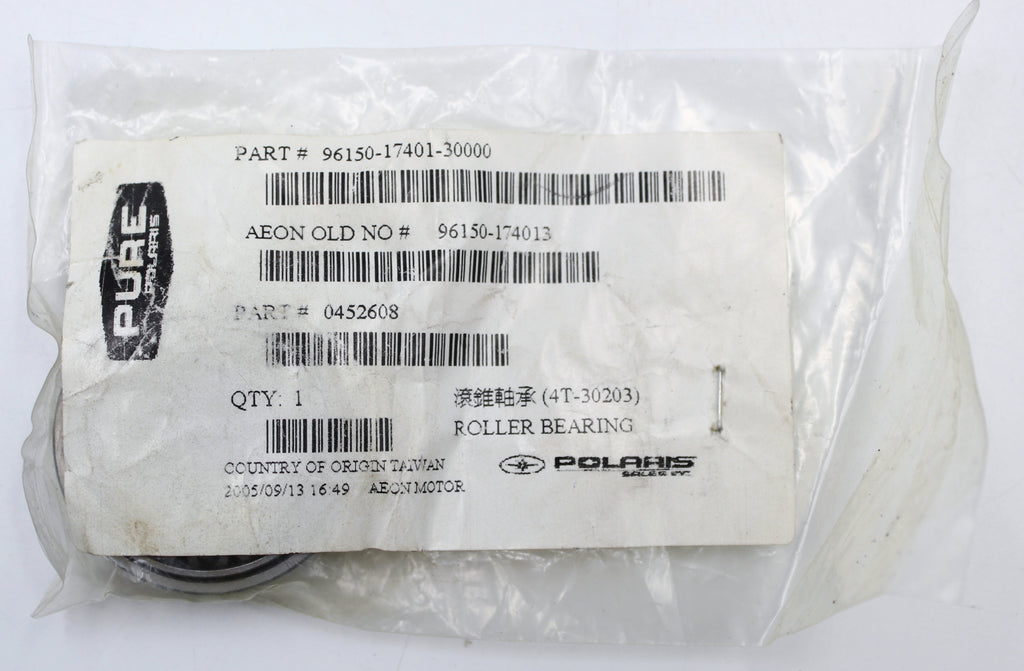 PART # 96150-17401-30000
AEON OLD NO # 96150-174013
PURE
POLARIS
PART # 0452608
QTY: 1
滾錐軸承 (4T-30203)
ROLLER BEARING
COUNTRY OF ORIGIN TAIWAN
POLARIS
SALES
2005/09/13 16:49 AEON MOTOR